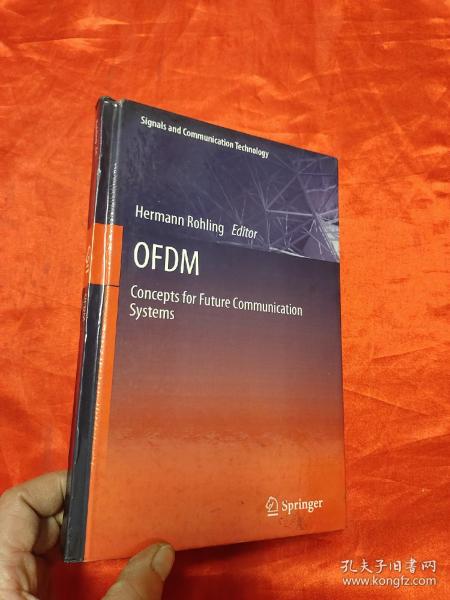 Signals and Communication Technology
Hermann Rohling Editor
OFDM
Concepts for Future Communication
Systems
Springer
孔夫子旧书网
www.kongfz.com